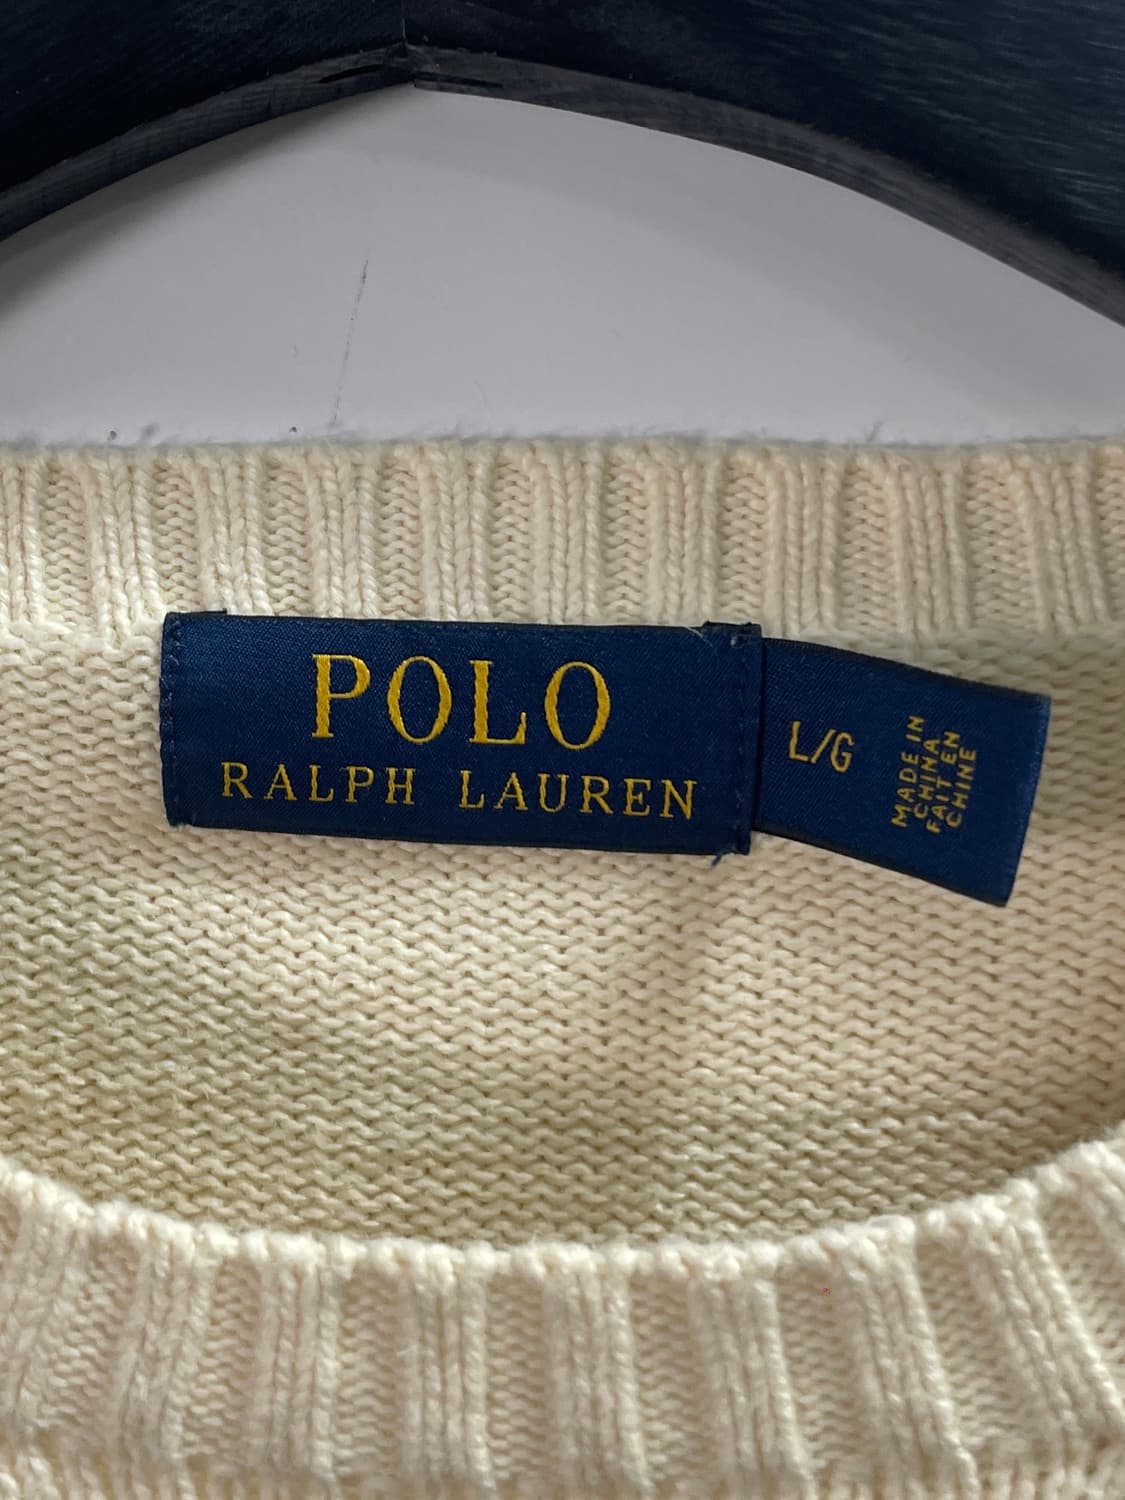 POLO
RALPH LAUREN
L/G
MADE IN
CHINA
FAIT EN
CHINE